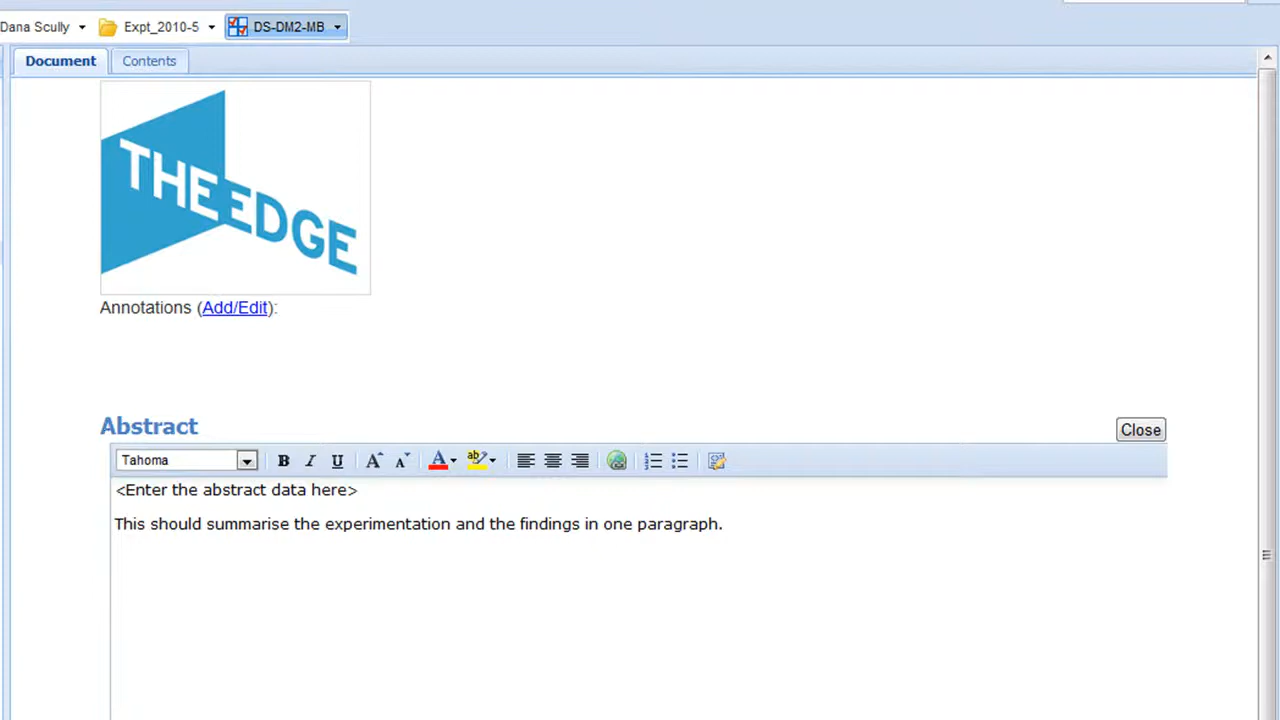 Dana Scully Expt_2010-5 DS-DM2-MB
Document Contents
THE EDGE
Annotations (Add/Edit):
Abstract
Close
Tahoma B I U A A A ab
<Enter the abstract data here>
This should summarise the experimentation and the findings in one paragraph.